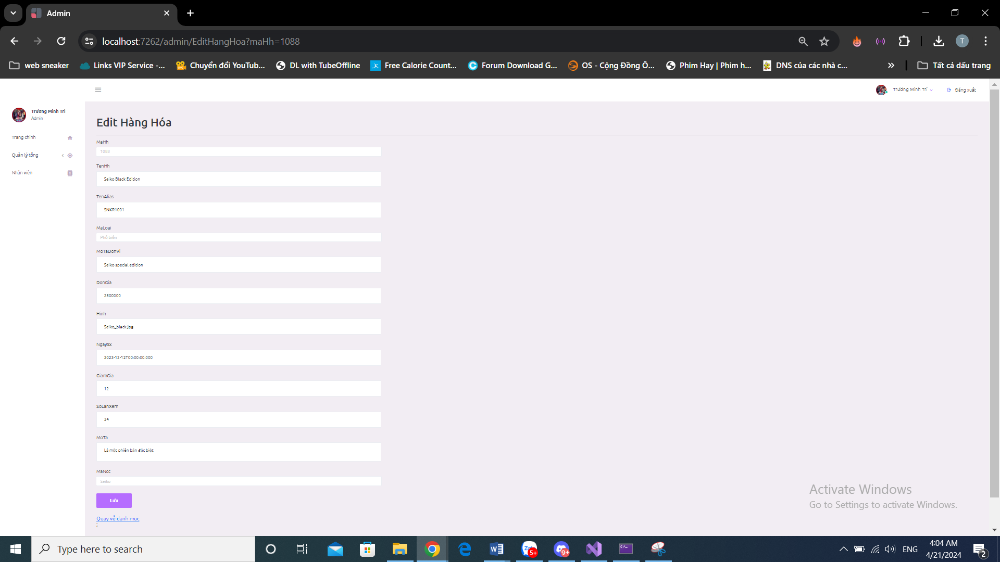 Admin
localhost:7262/admin/EditHangHoa?maHh=1088
T
web sneaker
Links VIP Service -...
Chuyển đổi YouTub...
DL with TubeOffline
Free Calorie Count...
Forum Download G...
OS - Cộng Đồng Ô...
Phim Hay | Phim h...
DNS của các nhà c...
Tất cả dấu trang
Trương Minh Trí
Đăng xuất
Trương Minh Trí
Admin
Trang chính
Quản lý tổng
Nhân viên
Edit Hàng Hóa
MaHh
1088
TenHh
Seiko Black Edition
TenAlias
SNKR1001
MaLoai
Phổ biến
MoTaDonVi
Seiko special edition
DonGia
2500000
Hinh
Seiko_black.jpg
NgaySx
2023-12-12T00:00:00.000
GiamGia
12
SoLanXem
34
MoTa
Là một phiên bản đặc biệt
MaNcc
Seiko
Lưu
Quay về danh mục
;
Activate Windows
Go to Settings to activate Windows.
Type here to search
5+
9+
ENG
4:04 AM
4/21/2024
2